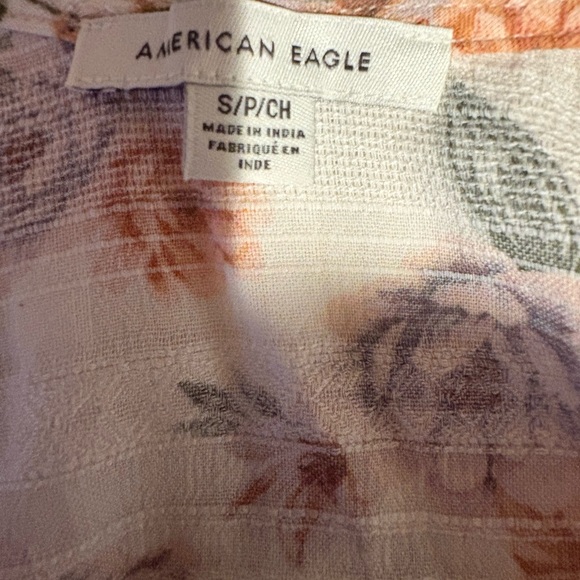 AMERICAN EAGLE
S/P/CH
MADE IN INDIA
FABRIQUÉ EN
INDE